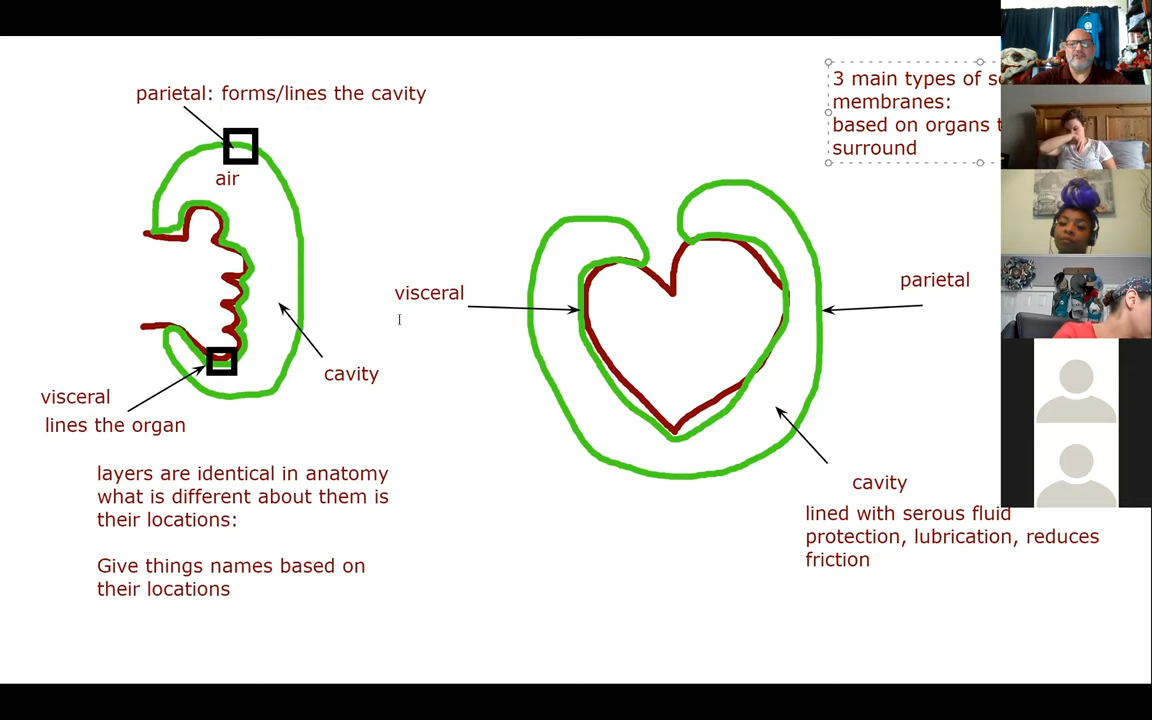 parietal: forms/lines the cavity
air
3 main types of
membranes:
based on organs
surround
visceral
parietal
cavity
visceral
lines the organ
layers are identical in anatomy
what is different about them is
their locations:
Give things names based on
their locations
cavity
lined with serous fluid
protection, lubrication, reduces
friction